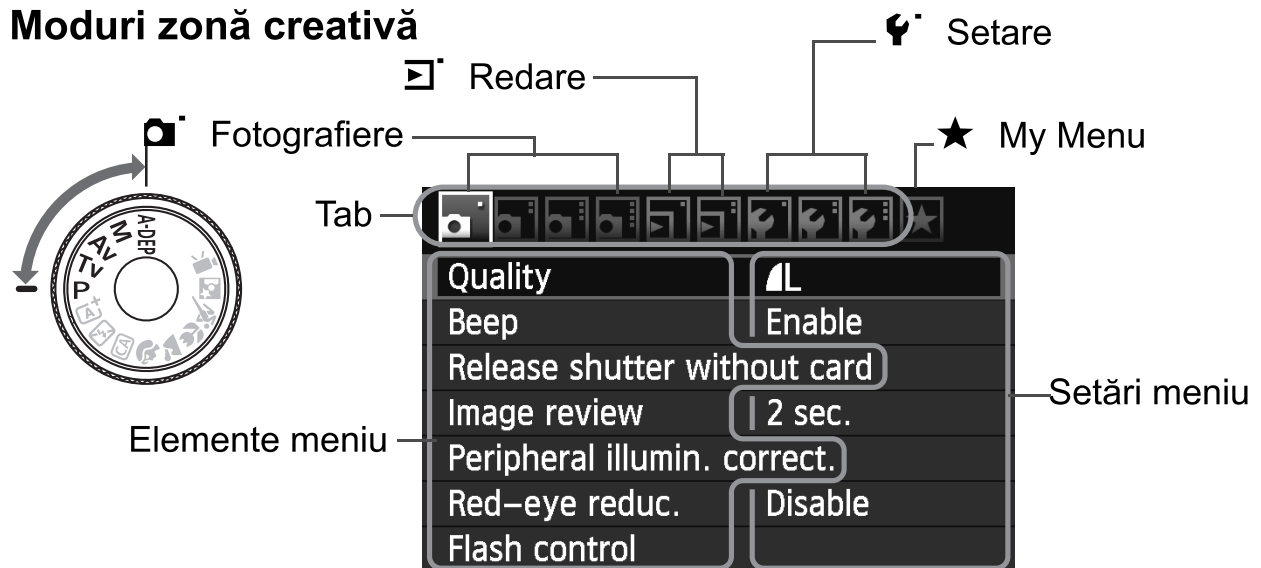 Moduri zonă creativă
Setare
Redare
Fotografiere
My Menu
Tab
A-DEP
M
Av
Tv
P
A+
CA
Quality L
Beep Enable
Release shutter without card
Image review 2 sec.
Peripheral illumin. correct.
Red-eye reduc. Disable
Flash control
Setări meniu
Elemente meniu